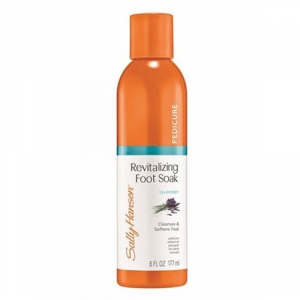 PEDICURE
Revitalizing
Foot Soak
lavender
Cleanses &
Softens Feet
Sally Hansen
6 FL OZ 177 ml